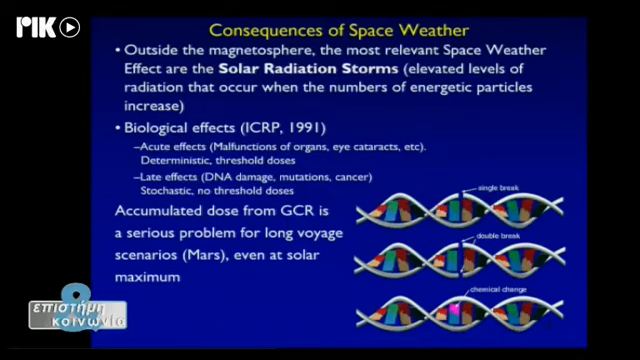 PIK
Consequences of Space Weather
• Outside the magnetosphere, the most relevant Space Weather
Effect are the Solar Radiation Storms (elevated levels of
radiation that occur when the numbers of energetic particles
increase)
• Biological effects (ICRP, 1991)
–Acute effects (Malfunctions of organs, eye cataracts, etc).
Deterministic, threshold doses
–Late effects (DNA damage, mutations, cancer)
Stochastic, no threshold doses
single break
Accumulated dose from GCR is
a serious problem for long voyage
scenarios (Mars), even at solar
maximum
double break
chemical change
επιστήμη
&
κοινωνία